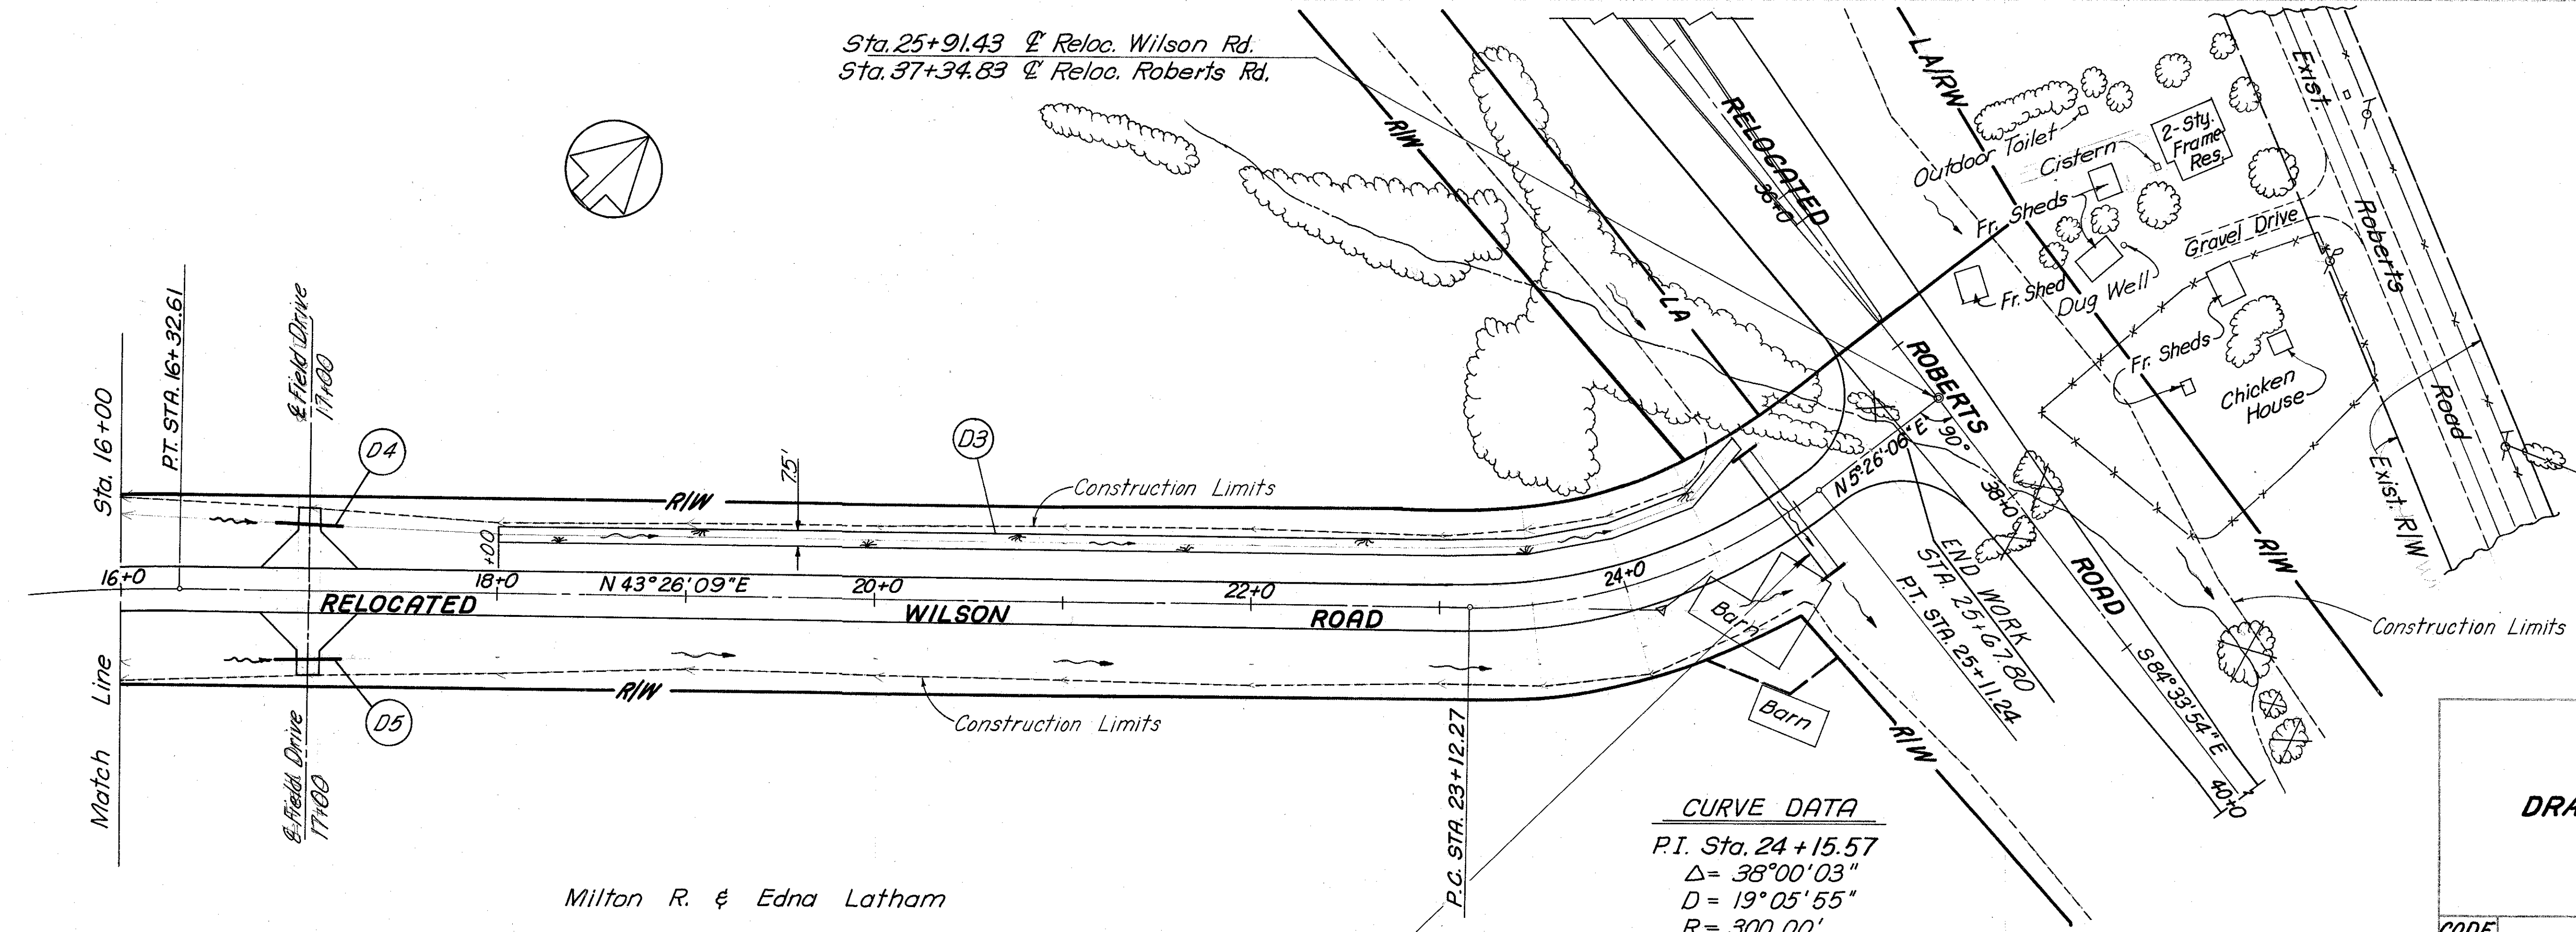 Sta. 25+91.43 ℄ Reloc. Wilson Rd.
Sta. 37+34.83 ℄ Reloc. Roberts Rd.
R/W
LA
RELOCATED
36+0
LA/RW
Outdoor Toilet
Cistern
2-Sty.
Frame
Res.
Exist.
Roberts
Road
Fr. Sheds
Gravel Drive
Fr. Shed
Dug Well
Fr. Sheds
Chicken
House
Exist. R/W
ROBERTS
90°
N 5°26'06"E
38+0
ROAD
R/W
Construction Limits
S 84°33'54"E
40+0
END WORK
STA. 25+67.80
P.T. STA. 25+11.24
Sta. 16+00
P.T. STA. 16+32.61
℄ Field Drive
17+00
D4
D3
7.5'
R/W
Construction Limits
+00
16+0
18+0
N 43°26'09"E
20+0
22+0
24+0
RELOCATED
WILSON
ROAD
Barn
Barn
R/W
R/W
D5
Construction Limits
Match Line
℄ Field Drive
17+00
P.C. STA. 23+12.27
Milton R. & Edna Latham
CURVE DATA
P.I. Sta. 24+15.57
Δ= 38°00'03"
D = 19°05'55"
R= 300.00'
DRA
CODE